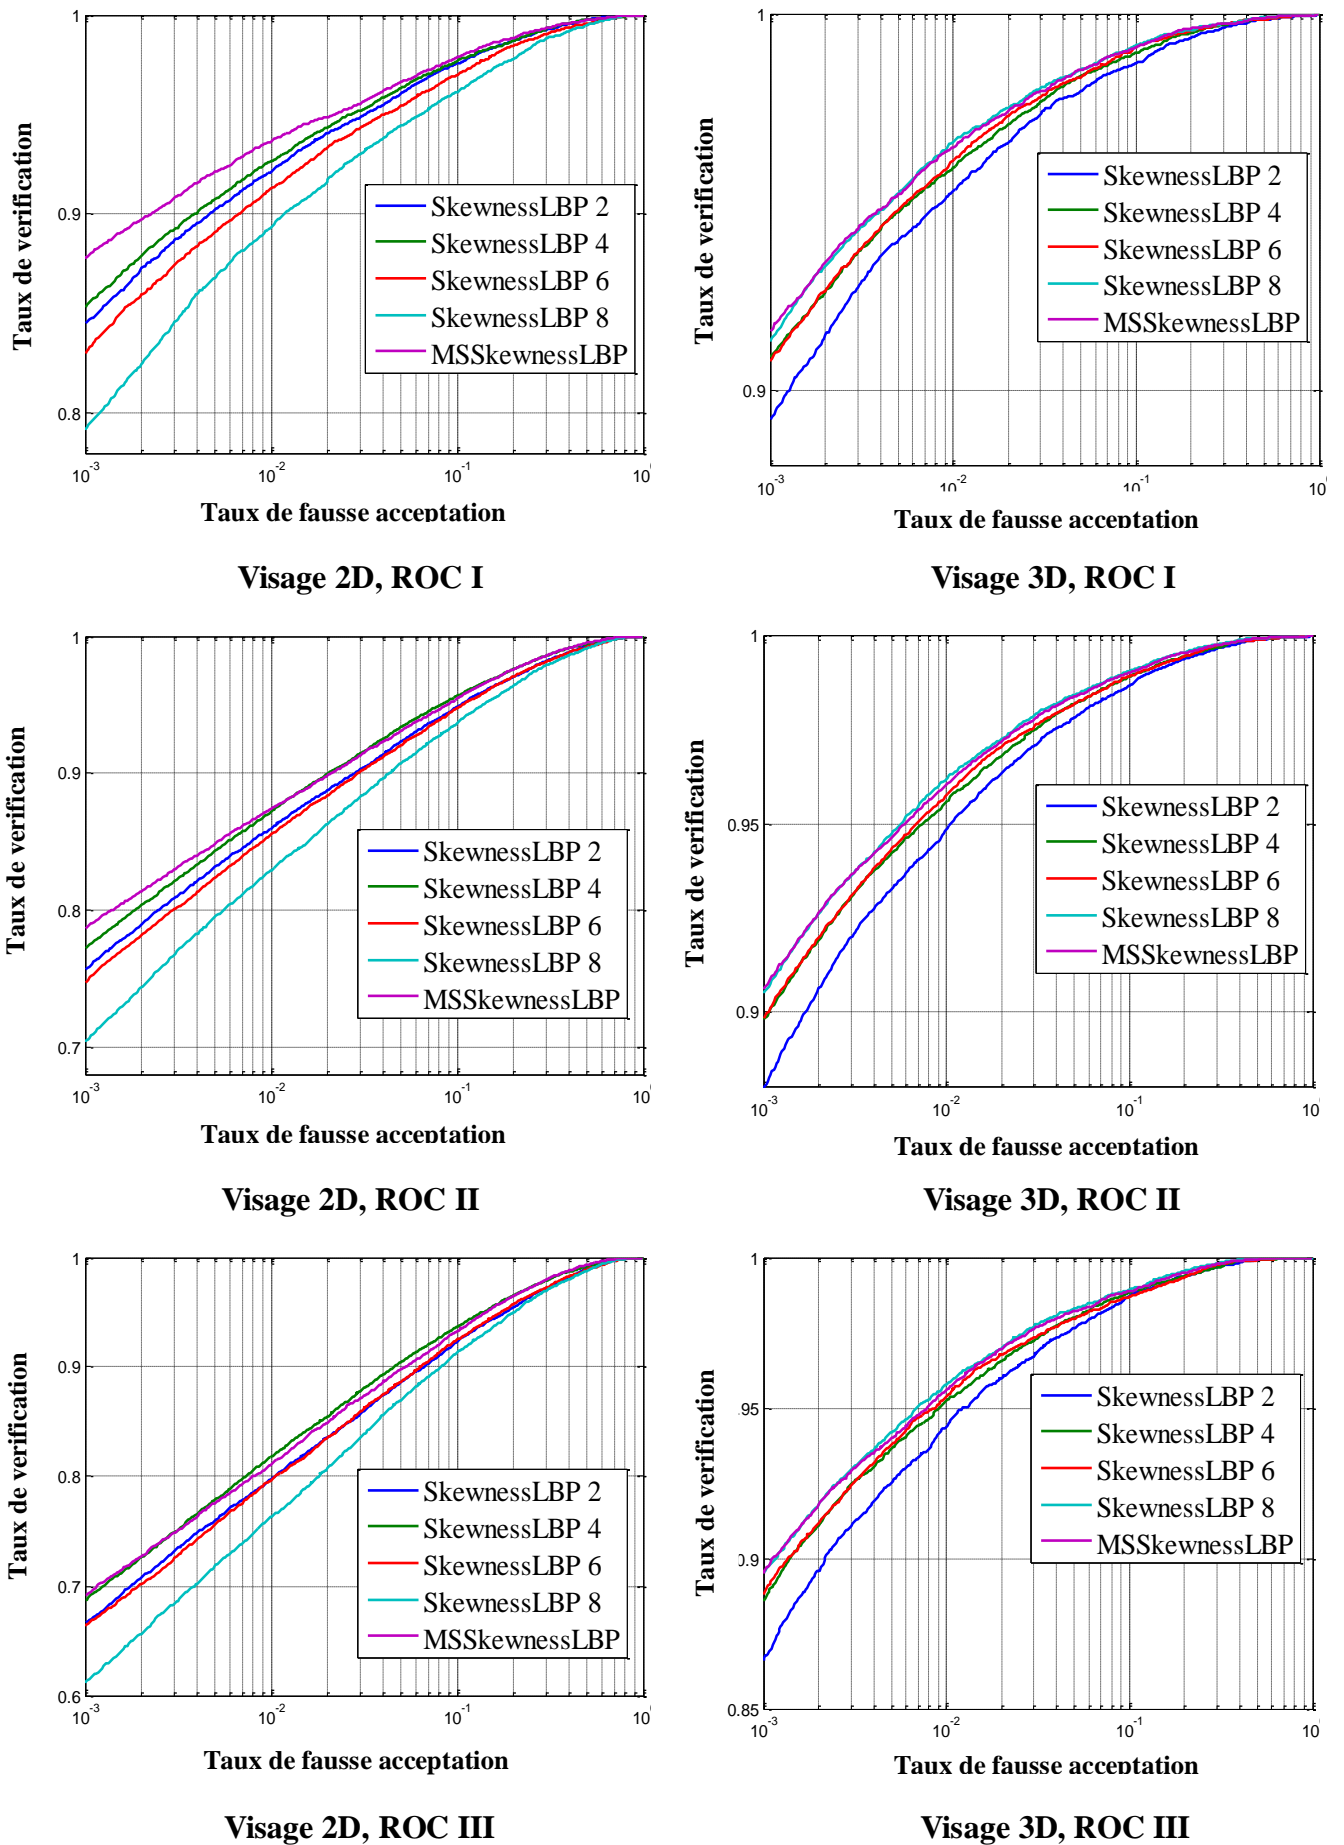 1
0.9
0.8
10-3
10-2
10-1
10
Taux de verification
SkewnessLBP 2
SkewnessLBP 4
SkewnessLBP 6
SkewnessLBP 8
MSSkewnessLBP
Taux de fausse acceptation
Visage 2D, ROC I
1
0.9
10-3
10-2
10-1
10
Taux de verification
SkewnessLBP 2
SkewnessLBP 4
SkewnessLBP 6
SkewnessLBP 8
MSSkewnessLBP
Taux de fausse acceptation
Visage 3D, ROC I
1
0.9
0.8
0.7
10-3
10-2
10-1
10
Taux de verification
SkewnessLBP 2
SkewnessLBP 4
SkewnessLBP 6
SkewnessLBP 8
MSSkewnessLBP
Taux de fausse acceptation
Visage 2D, ROC II
1
0.95
0.9
10-3
10-2
10-1
10
Taux de verification
SkewnessLBP 2
SkewnessLBP 4
SkewnessLBP 6
SkewnessLBP 8
MSSkewnessLBP
Taux de fausse acceptation
Visage 3D, ROC II
1
0.9
0.8
0.7
0.6
10-3
10-2
10-1
10
Taux de verification
SkewnessLBP 2
SkewnessLBP 4
SkewnessLBP 6
SkewnessLBP 8
MSSkewnessLBP
Taux de fausse acceptation
Visage 2D, ROC III
1
.95
0.9
0.85
10-3
10-2
10-1
10
Taux de verification
SkewnessLBP 2
SkewnessLBP 4
SkewnessLBP 6
SkewnessLBP 8
MSSkewnessLBP
Taux de fausse acceptation
Visage 3D, ROC III